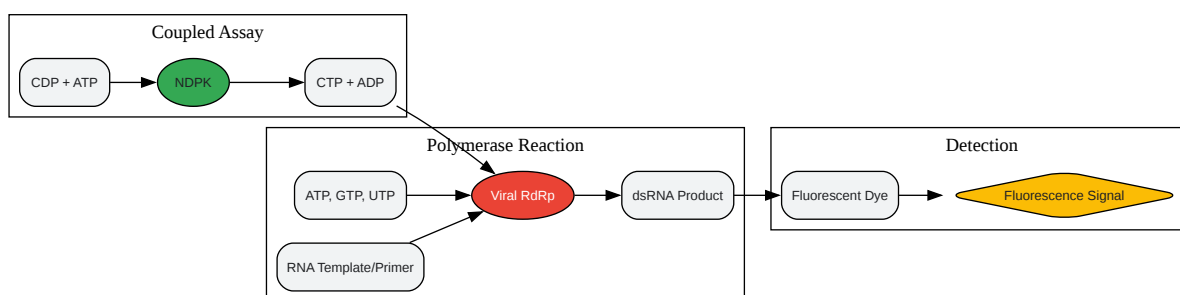 Coupled Assay
CDP + ATP
NDPK
CTP + ADP
Polymerase Reaction
ATP, GTP, UTP
Viral RdRp
dsRNA Product
RNA Template/Primer
Detection
Fluorescent Dye
Fluorescence Signal